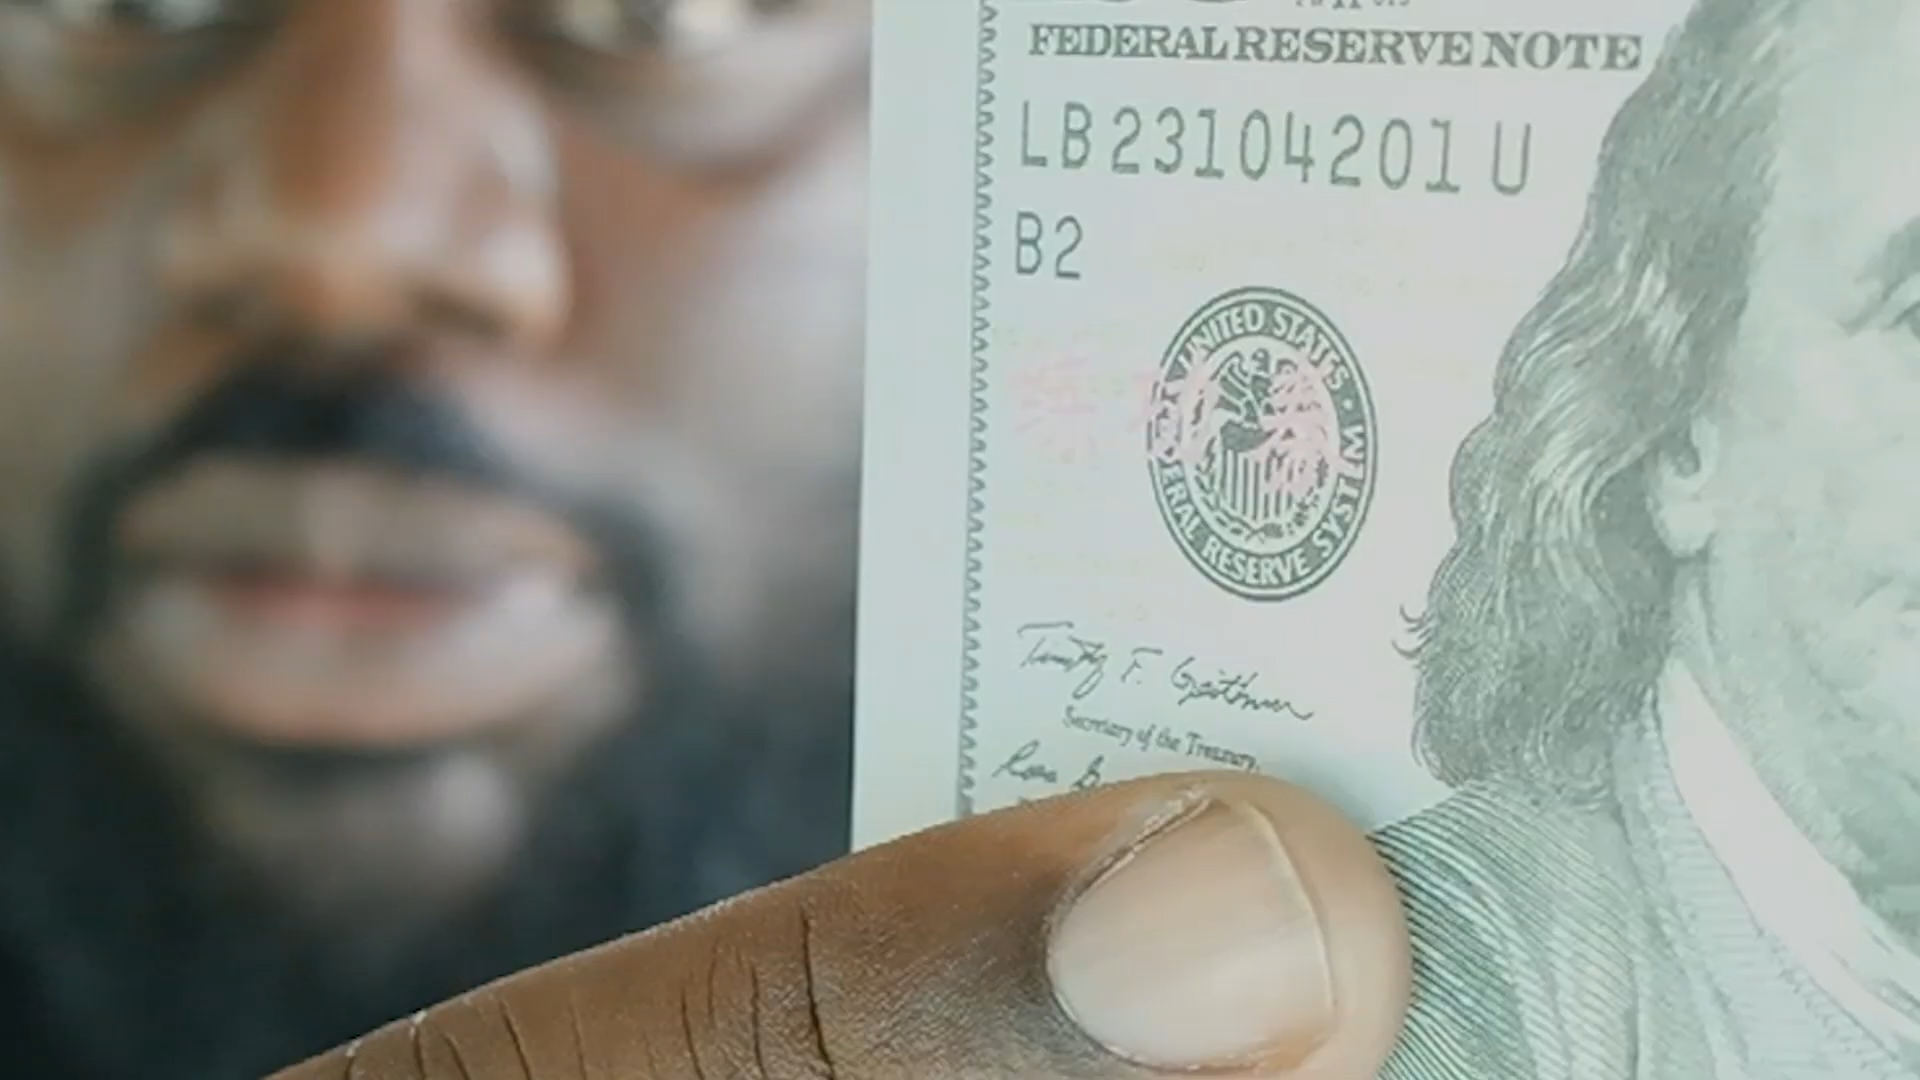 FEDERAL RESERVE NOTE
LB23104201U
B2
UNITED STATES
FEDERAL RESERVE SYSTEM
Timothy F. Geithner
Secretary of the Treasury.